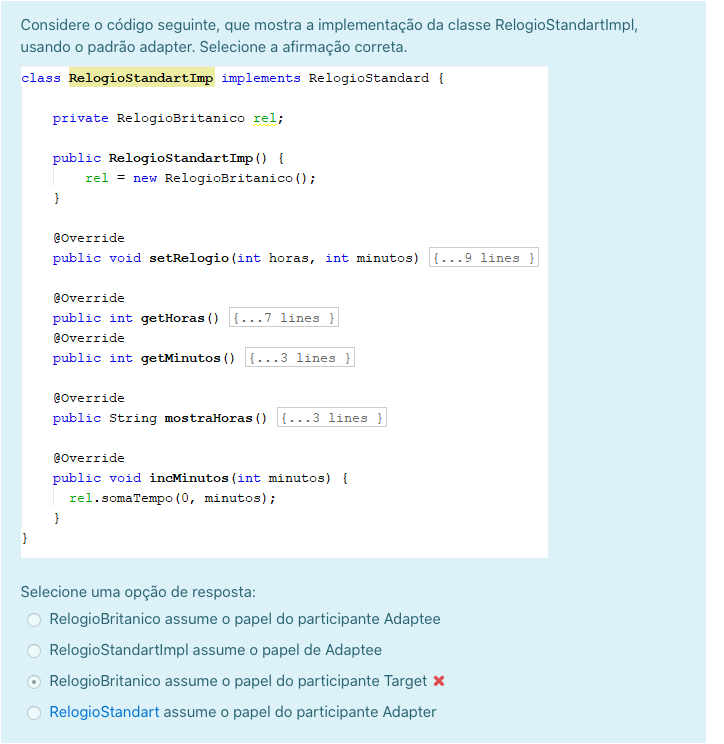 Considere o código seguinte, que mostra a implementação da classe RelogioStandartImpl,
usando o padrão adapter. Selecione a afirmação correta.
class RelogioStandartImp implements RelogioStandard {
private RelogioBritanico rel;
public RelogioStandartImp() {
rel = new RelogioBritanico();
}
@Override
public void setRelogio(int horas, int minutos) {...9 lines }
@Override
public int getHoras() {...7 lines }
@Override
public int getMinutos() {...3 lines }
@Override
public String mostraHoras() {...3 lines }
@Override
public void incMinutos(int minutos) {
rel.somaTempo(0, minutos);
}
}
Selecione uma opção de resposta:
RelogioBritanico assume o papel do participante Adaptee
RelogioStandartImpl assume o papel de Adaptee
RelogioBritanico assume o papel do participante Target ✖
RelogioStandart assume o papel do participante Adapter